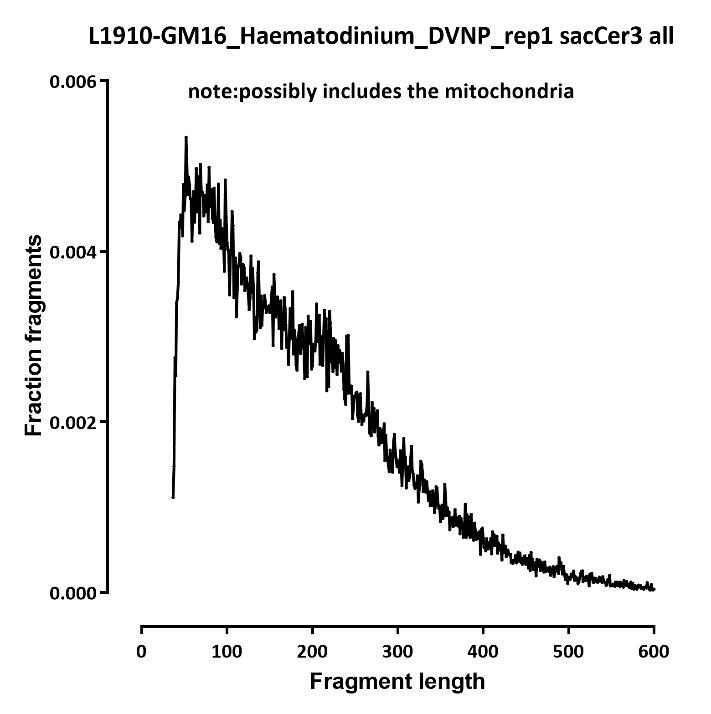 L1910-GM16_Haematodinium_DVNP_rep1 sacCer3 all
note:possibly includes the mitochondria
Fraction fragments
0.006
0.004
0.002
0.000
0 100 200 300 400 500 600
Fragment length